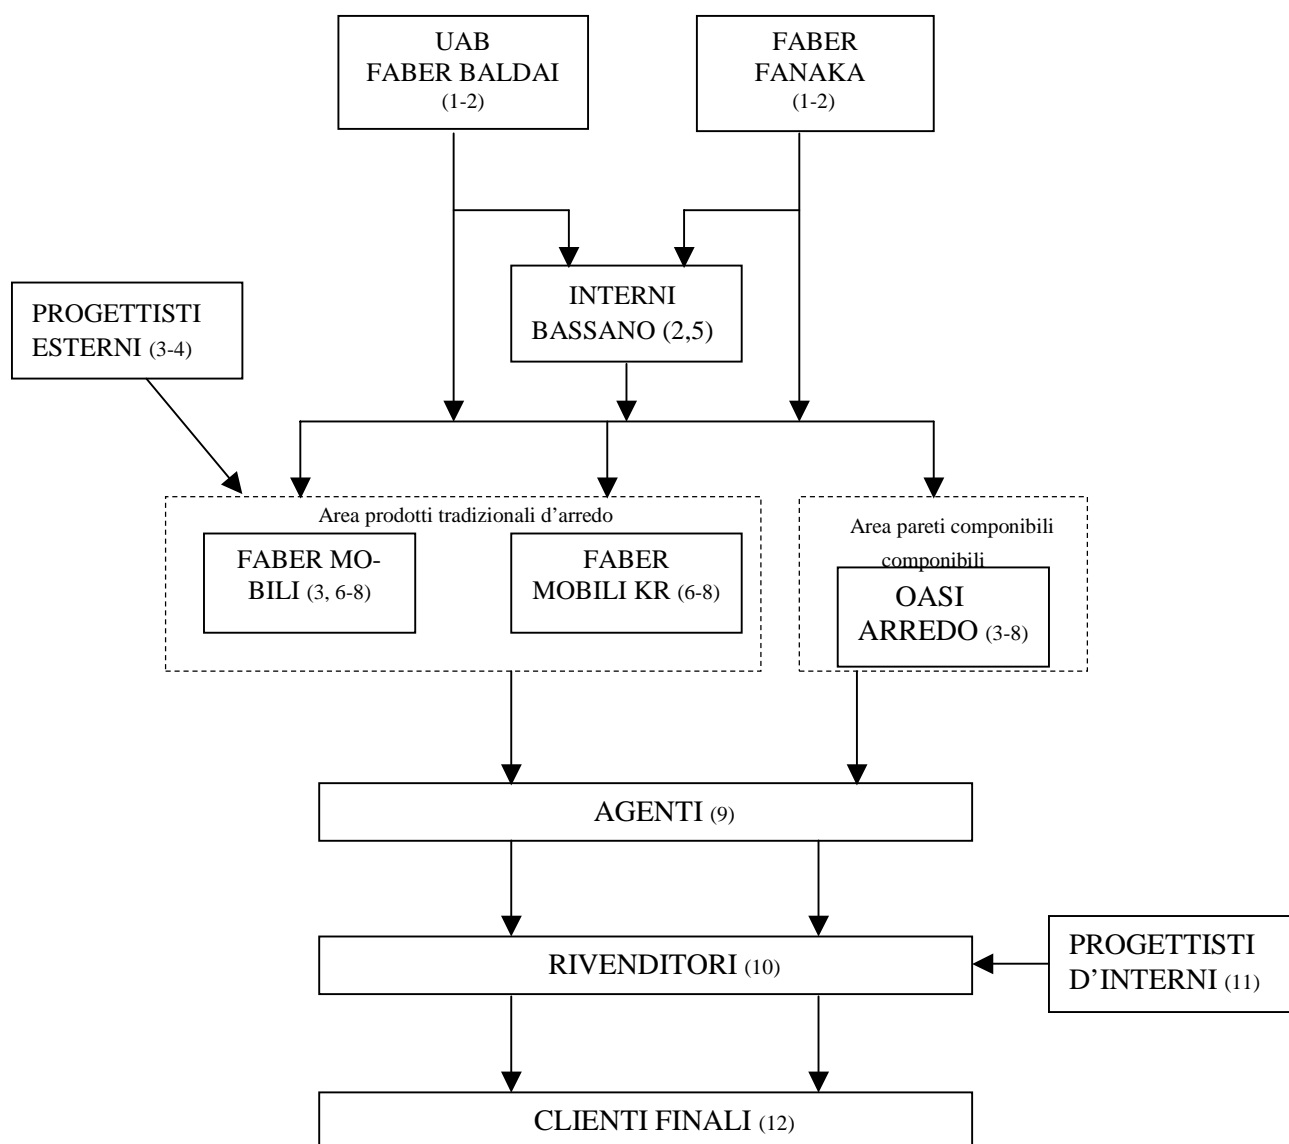 UAB
FABER BALDAI
(1-2)
FABER
FANAKA
(1-2)
INTERNI
BASSANO (2,5)
PROGETTISTI
ESTERNI (3-4)
Area prodotti tradizionali d’arredo
FABER MO-
BILI (3, 6-8)
FABER
MOBILI KR (6-8)
Area pareti componibili
componibili
OASI
ARREDO (3-8)
AGENTI (9)
RIVENDITORI (10)
PROGETTISTI
D’INTERNI (11)
CLIENTI FINALI (12)